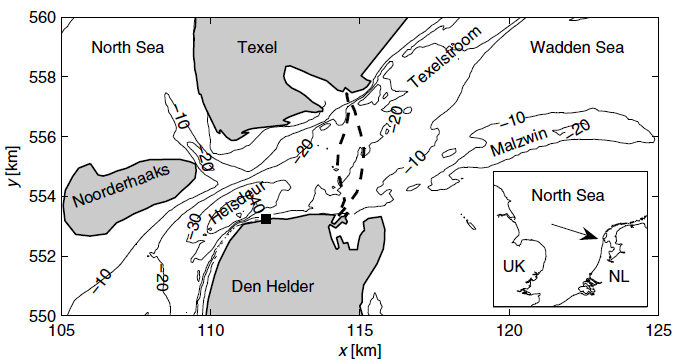 560
558
556
554
552
550
y [km]
North Sea
Texel
Texelstroom
Wadden Sea
−10
−20
−20
−20
−10
−10
Malzwin
−20
Noorderhaaks
Helsdeur
−40
−30
−10
−20
Den Helder
North Sea
UK
NL
105
110
115
120
125
x [km]